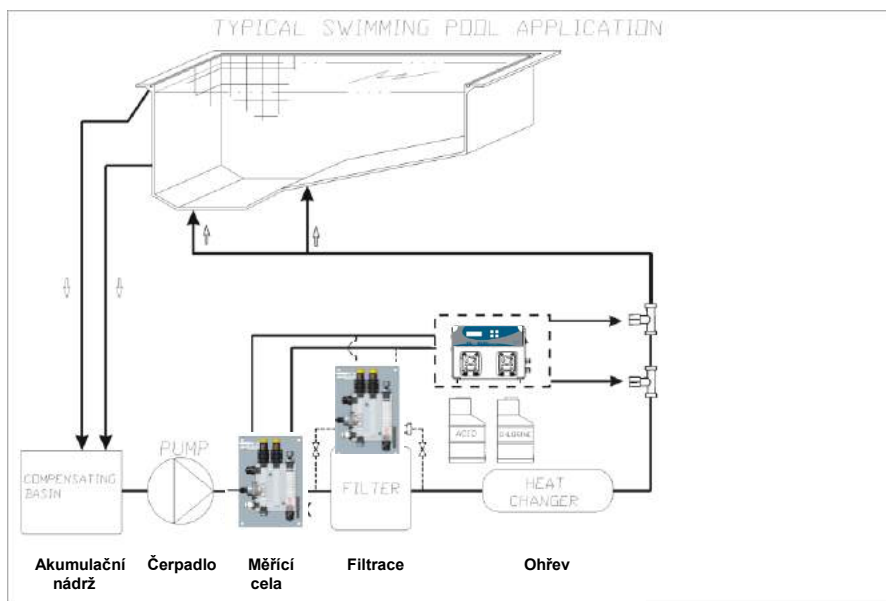 TYPICAL SWIMMING POOL APPLICATION
ACID
CHLORINE
PUMP
COMPENSATING
BASIN
FILTER
HEAT
CHANGER
Akumulační
nádrž
Čerpadlo
Měřící
cela
Filtrace
Ohřev